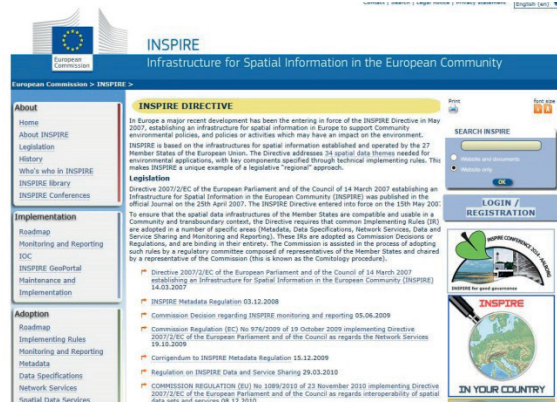 Contact | Search | Legal Notice | Privacy Statement English (en)
European
Commission
INSPIRE
Infrastructure for Spatial Information in the European Community
European Commission > INSPIRE >
About
Home
About INSPIRE
Legislation
History
Who's who in INSPIRE
INSPIRE library
INSPIRE Conferences
Implementation
Roadmap
Monitoring and Reporting
IOC
INSPIRE GeoPortal
Maintenance and
Implementation
Adoption
Roadmap
Implementing Rules
Monitoring and Reporting
Metadata
Data Specifications
Network Services
Spatial Data Services
INSPIRE DIRECTIVE
In Europe a major recent development has been the entering in force of the INSPIRE Directive in May
2007, establishing an infrastructure for spatial information in Europe to support Community
environmental policies, and policies or activities which may have an impact on the environment.
INSPIRE is based on the infrastructures for spatial information established and operated by the 27
Member States of the European Union. The Directive addresses 34 spatial data themes needed for
environmental applications, with key components specified through technical implementing rules. This
makes INSPIRE a unique example of a legislative "regional" approach.
Legislation
Directive 2007/2/EC of the European Parliament and of the Council of 14 March 2007 establishing an
Infrastructure for Spatial Information in the European Community (INSPIRE) was published in the
official Journal on the 25th April 2007. The INSPIRE Directive entered into force on the 15th May 2007
To ensure that the spatial data infrastructures of the Member States are compatible and usable in a
Community and transboundary context, the Directive requires that common Implementing Rules (IR)
are adopted in a number of specific areas (Metadata, Data Specifications, Network Services, Data and
Service Sharing and Monitoring and Reporting). These IRs are adopted as Commission Decisions or
Regulations, and are binding in their entirety. The Commission is assisted in the process of adopting
such rules by a regulatory committee composed of representatives of the Member States and chaired
by a representative of the Commission (this is known as the Comitology procedure).
Directive 2007/2/EC of the European Parliament and of the Council of 14 March 2007
establishing an Infrastructure for Spatial Information in the European Community (INSPIRE)
14.03.2007
INSPIRE Metadata Regulation 03.12.2008
Commission Decision regarding INSPIRE monitoring and reporting 05.06.2009
Commission Regulation (EC) No 976/2009 of 19 October 2009 implementing Directive
2007/2/EC of the European Parliament and of the Council as regards the Network Services
19.10.2009
Corrigendum to INSPIRE Metadata Regulation 15.12.2009
Regulation on INSPIRE Data and Service Sharing 29.03.2010
COMMISSION REGULATION (EU) No 1089/2010 of 23 November 2010 implementing Directive
2007/2/EC of the European Parliament and of the Council as regards interoperability of spatial
data sets and services 08.12.2010
Print
font size
SEARCH INSPIRE
Website and documents
Website only
OK
LOGIN /
REGISTRATION
INSPIRE CONFERENCE 2014 - AALBORG
INSPIRE for good governance
INSPIRE
IN YOUR COUNTRY